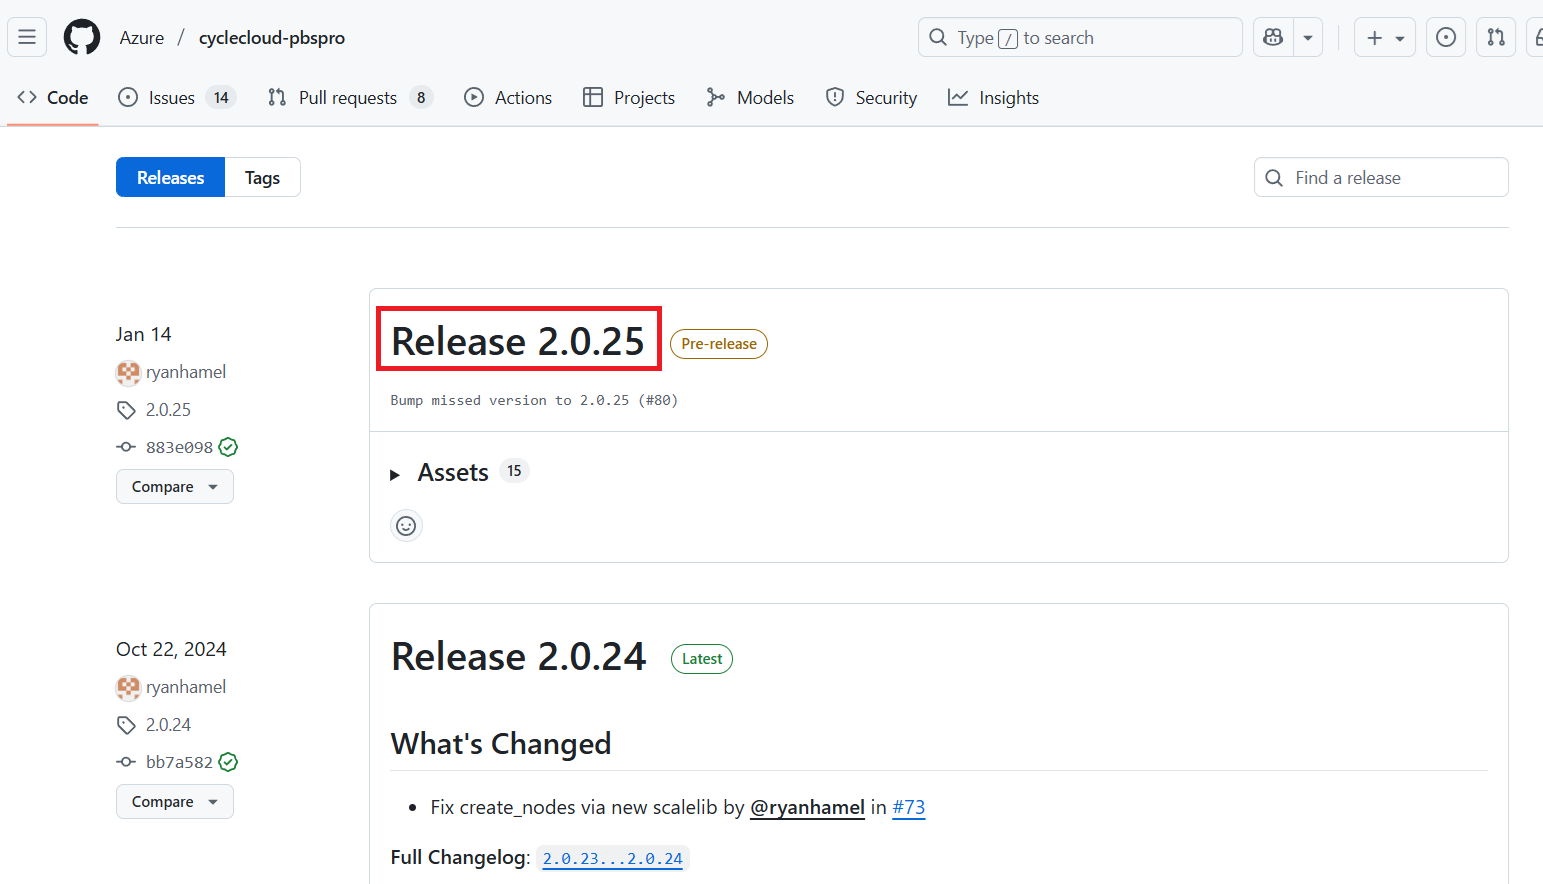 Azure / cyclecloud-pbspro Type / to search
Code Issues 14 Pull requests 8 Actions Projects Models Security Insights
Releases Tags Find a release
Jan 14
ryanhamel
2.0.25
883e098
Compare
Release 2.0.25 Pre-release
Bump missed version to 2.0.25 (#80)
Assets 15
Oct 22, 2024
ryanhamel
2.0.24
bb7a582
Compare
Release 2.0.24 Latest
What's Changed
• Fix create_nodes via new scalelib by @ryanhamel in #73
Full Changelog: 2.0.23...2.0.24